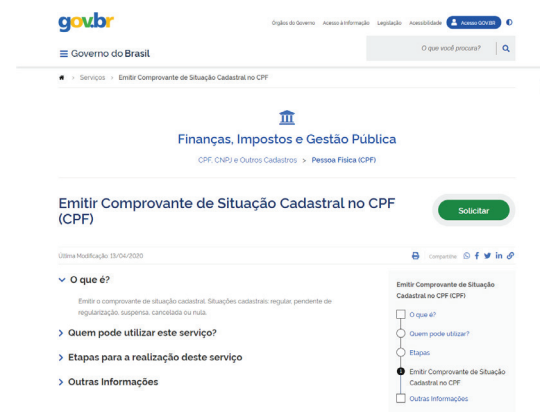 gov.br
Órgãos do Governo Acesso à Informação Legislação Acessibilidade Acesso GOV.BR
Governo do Brasil
O que você procura?
Serviços > Emitir Comprovante de Situação Cadastral no CPF
Finanças, Impostos e Gestão Pública
CPF, CNPJ e Outros Cadastros > Pessoa Física (CPF)
Emitir Comprovante de Situação Cadastral no CPF
(CPF)
Solicitar
Última Modificação: 13/04/2020
Compartilhe:
O que é?
Emitir o comprovante de situação cadastral. Situações cadastrais: regular, pendente de
regularização, suspensa, cancelada ou nula.
Quem pode utilizar este serviço?
Etapas para a realização deste serviço
Outras Informações
Emitir Comprovante de Situação
Cadastral no CPF (CPF)
O que é?
Quem pode utilizar?
Etapas
1 Emitir Comprovante de Situação
Cadastral no CPF
Outras Informações